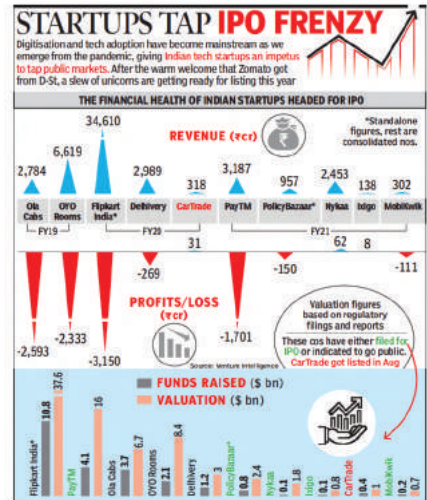 STARTUPS TAP IPO FRENZY
Digitisation and tech adoption have become mainstream as we
emerge from the pandemic, giving Indian tech startups an impetus
to tap public markets. After the warm welcome that Zomato got
from D-St, a slew of unicorns are getting ready for listing this year
THE FINANCIAL HEALTH OF INDIAN STARTUPS HEADED FOR IPO
REVENUE (₹cr)
*Standalone
figures, rest are
consolidated nos.
2,784 6,619 34,610 2,989 318 3,187 957 2,453 138 302
Ola Cabs
OYO Rooms
Flipkart India*
Delhivery
CarTrade
PayTM
PolicyBazaar*
Nykaa
Ixigo
MobiKwik
FY19 FY20 FY21
31 62 8
-2,593 -2,333 -3,150 -269 -1,701 -150 -111
PROFITS/LOSS
(₹cr)
Source: Venture Intelligence
Valuation figures
based on regulatory
filings and reports
These cos have either filed for
IPO or indicated to go public.
CarTrade got listed in Aug
FUNDS RAISED ($ bn)
VALUATION ($ bn)
Flipkart India* 10.8 37.6
PayTM 4.1 16
Ola Cabs 3.7 6.7
OYO Rooms 2.1 8.4
Delhivery 1.2 3
PolicyBazaar* 0.8 2.4
Nykaa 0.1 1.8
Ixigo 0.1 0.8
CarTrade 0.4 1
MobiKwik 0.2 0.7